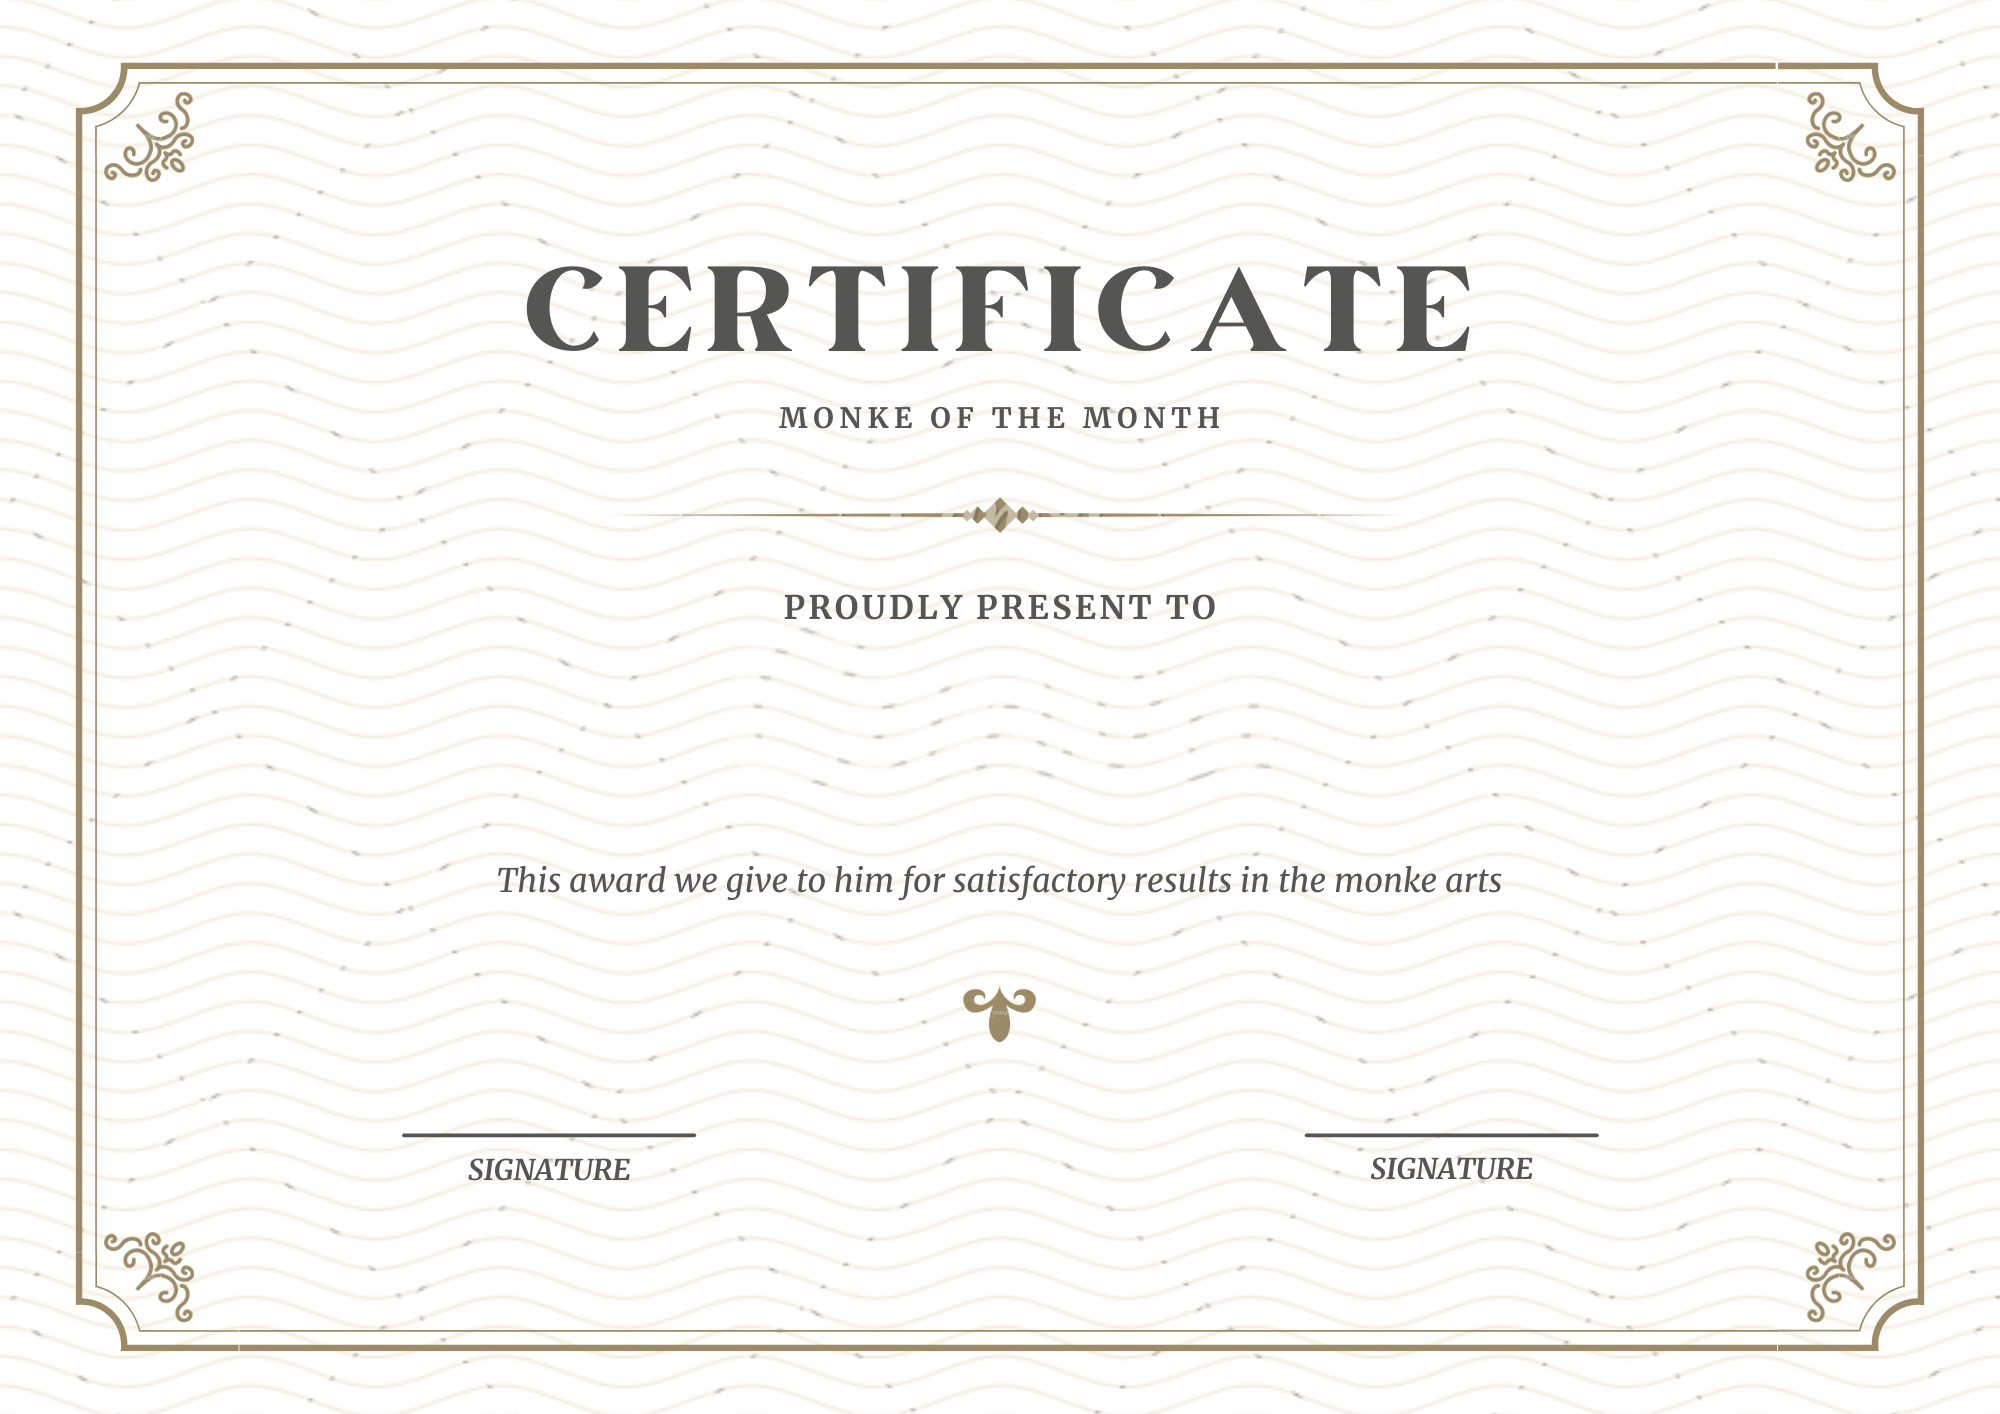 CERTIFICATE
MONKE OF THE MONTH
PROUDLY PRESENT TO
This award we give to him for satisfactory results in the monke arts
SIGNATURE
SIGNATURE